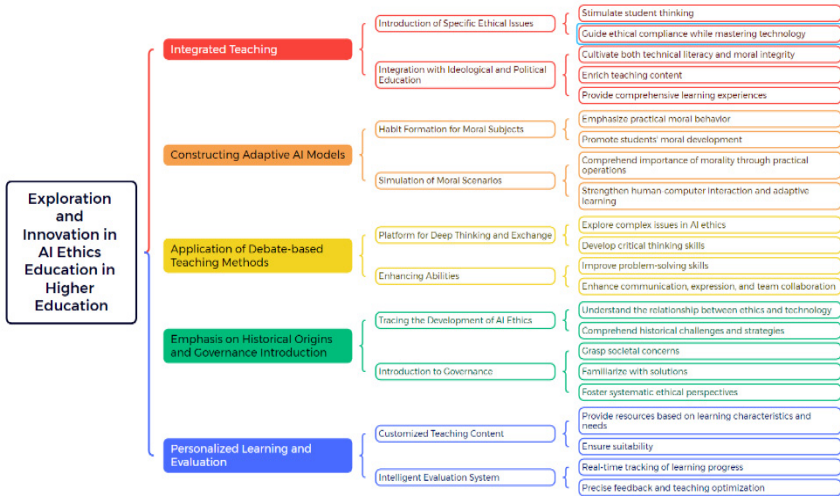 Exploration
and
Innovation in
AI Ethics
Education in
Higher
Education
Integrated Teaching
Introduction of Specific Ethical Issues
Stimulate student thinking
Guide ethical compliance while mastering technology
Integration with Ideological and Political
Education
Cultivate both technical literacy and moral integrity
Enrich teaching content
Provide comprehensive learning experiences
Constructing Adaptive AI Models
Habit Formation for Moral Subjects
Emphasize practical moral behavior
Promote students' moral development
Simulation of Moral Scenarios
Comprehend importance of morality through practical
operations
Strengthen human-computer interaction and adaptive
learning
Application of Debate-based
Teaching Methods
Platform for Deep Thinking and Exchange
Explore complex issues in AI ethics
Develop critical thinking skills
Enhancing Abilities
Improve problem-solving skills
Enhance communication, expression, and team collaboration
Emphasis on Historical Origins
and Governance Introduction
Tracing the Development of AI Ethics
Understand the relationship between ethics and technology
Comprehend historical challenges and strategies
Introduction to Governance
Grasp societal concerns
Familiarize with solutions
Foster systematic ethical perspectives
Personalized Learning and
Evaluation
Customized Teaching Content
Provide resources based on learning characteristics and
needs
Ensure suitability
Intelligent Evaluation System
Real-time tracking of learning progress
Precise feedback and teaching optimization